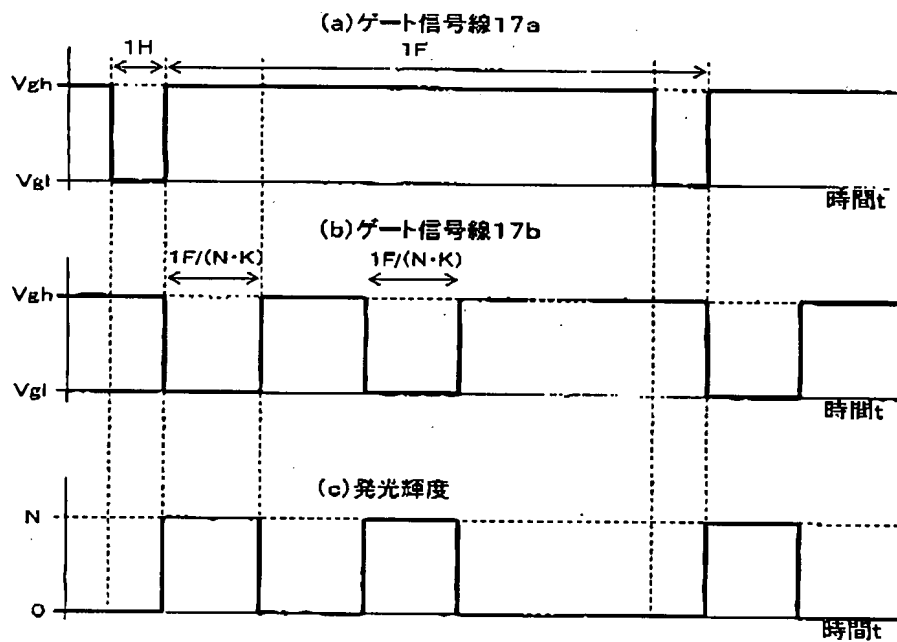 (a)ゲート信号線17a
1H
1F
Vgh
Vgl
時間t
(b)ゲート信号線17b
1F/(N·K)
1F/(N·K)
Vgh
Vgl
時間t
(c)発光輝度
N
0
時間t